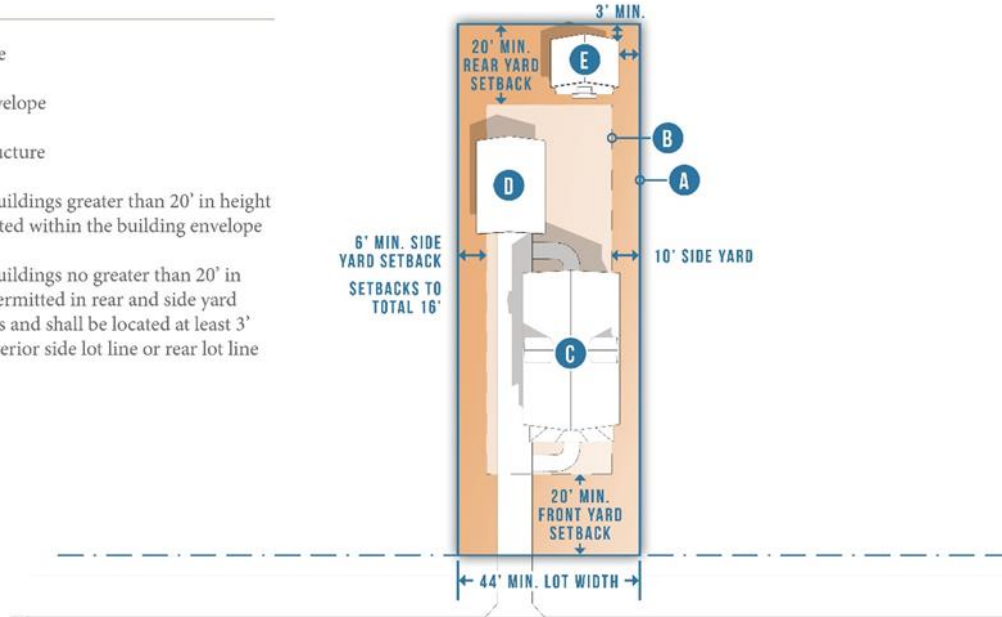 uildings greater than 20' in height
ted within the building envelope
uildings no greater than 20' in
ermitted in rear and side yard
s and shall be located at least 3'
erior side lot line or rear lot line
3' MIN.
20' MIN.
REAR YARD
SETBACK
E
B
A
D
6' MIN. SIDE
YARD SETBACK
SETBACKS TO
TOTAL 16'
10' SIDE YARD
C
20' MIN.
FRONT YARD
SETBACK
44' MIN. LOT WIDTH